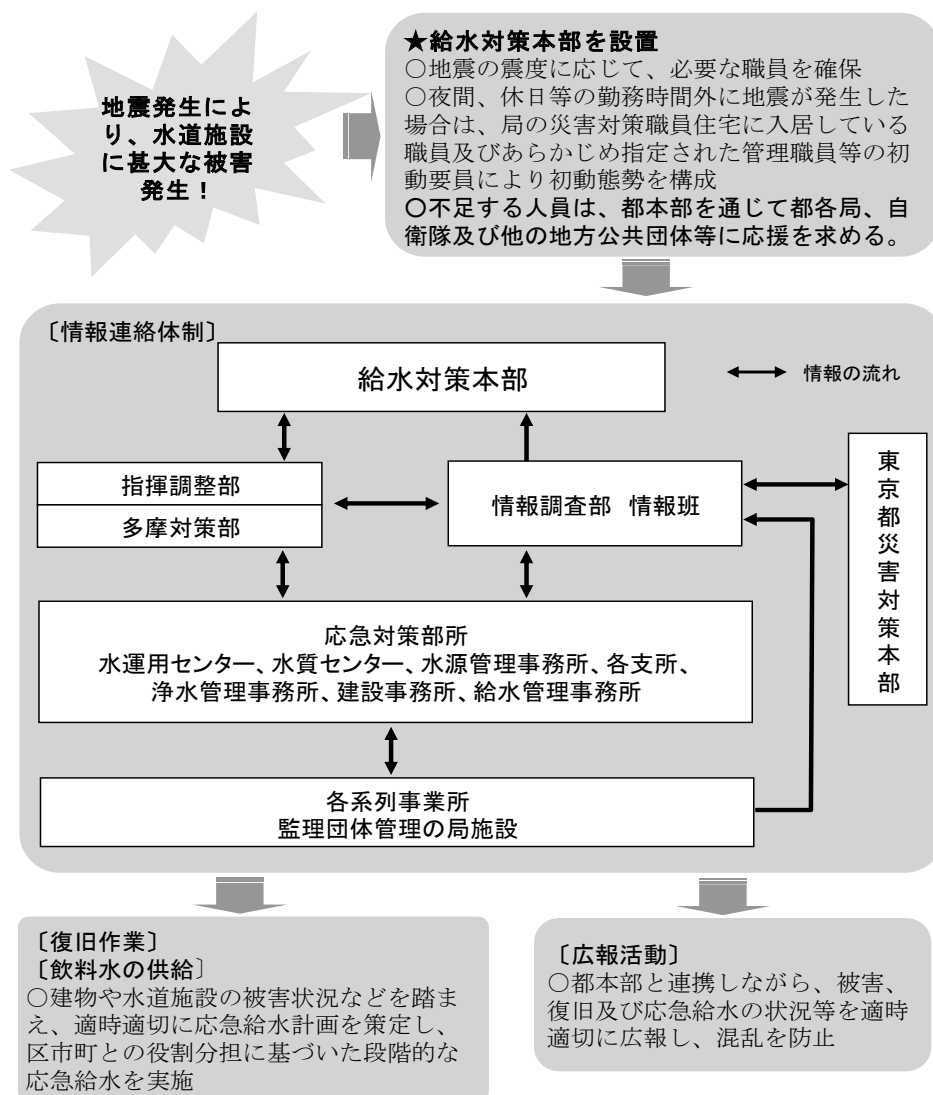 地震発生によ
り、水道施設
に甚大な被害
発生！
★給水対策本部を設置
○地震の震度に応じて、必要な職員を確保
○夜間、休日等の勤務時間外に地震が発生した
場合は、局の災害対策職員住宅に入居している
職員及びあらかじめ指定された管理職員等の初
動要員により初動態勢を構成
○不足する人員は、都本部を通じて都各局、自
衛隊及び他の地方公共団体等に応援を求める。
〔情報連絡体制〕
給水対策本部
情報の流れ
指揮調整部
多摩対策部
情報調査部 情報班
東京都災害対策本部
応急対策部所
水運用センター、水質センター、水源管理事務所、各支所、
浄水管理事務所、建設事務所、給水管理事務所
各系列事業所
監理団体管理の局施設
〔復旧作業〕
〔飲料水の供給〕
○建物や水道施設の被害状況などを踏ま
え、適時適切に応急給水計画を策定し、
区市町との役割分担に基づいた段階的な
応急給水を実施
〔広報活動〕
○都本部と連携しながら、被害、
復旧及び応急給水の状況等を適時
適切に広報し、混乱を防止